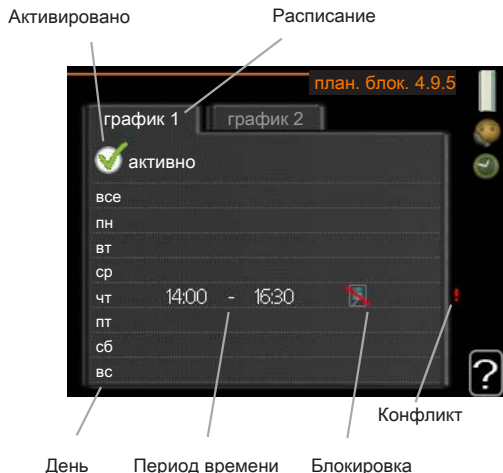 Активировано
Расписание
план. блок. 4.9.5
график 1
график 2
активно
все
пн
вт
ср
чт 14:00 - 16:30 !
пт
сб
вс
?
Конфликт
День
Период времени
Блокировка